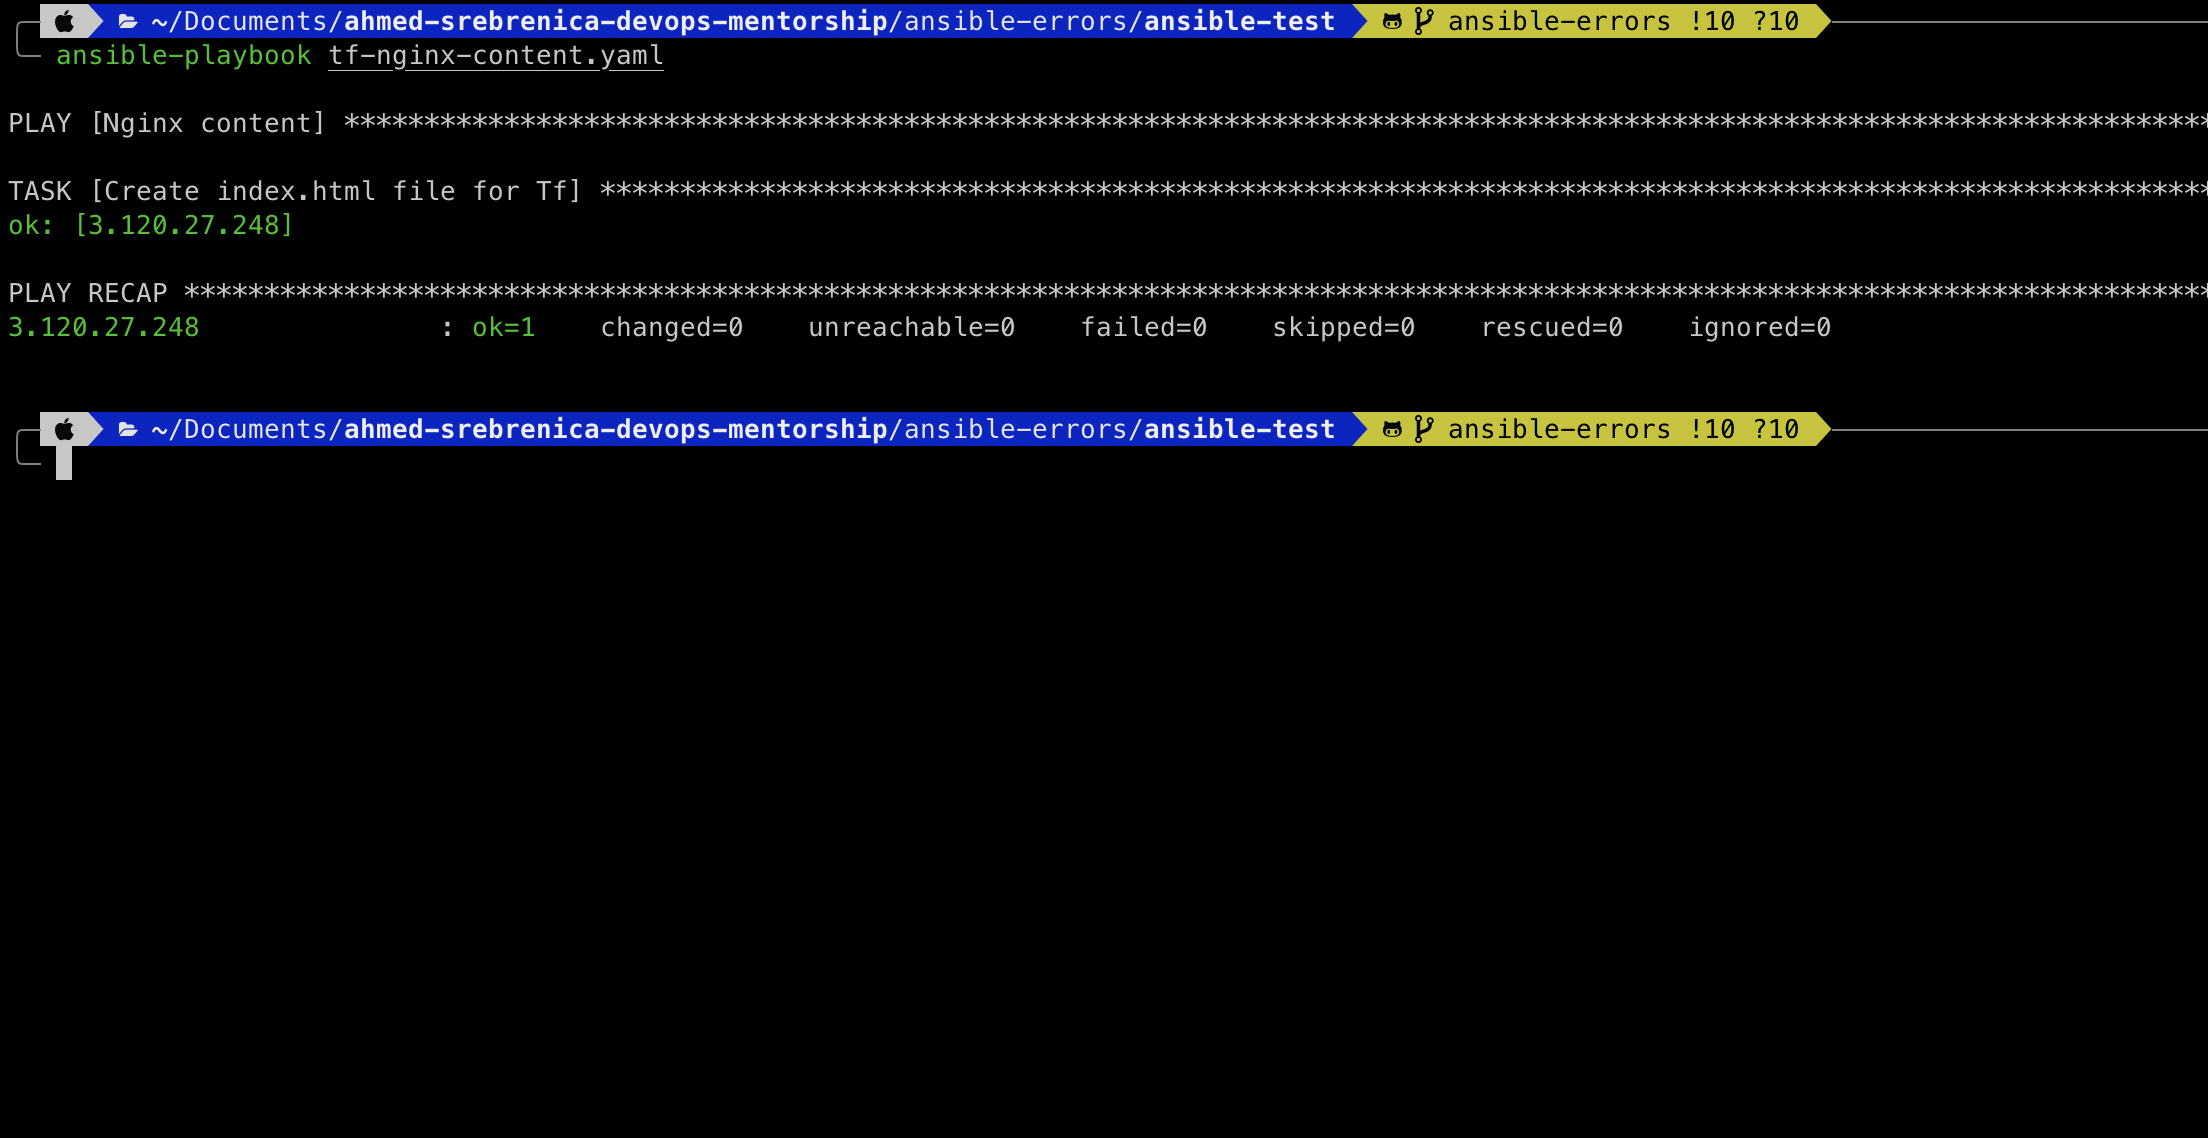 ~/Documents/ahmed-srebrenica-devops-mentorship/ansible-errors/ansible-test ansible-errors !10 ?10
ansible-playbook tf-nginx-content.yaml
PLAY [Nginx content] *********************************************************************************************************************
TASK [Create index.html file for Tf] *****************************************************************************************************
ok: [3.120.27.248]
PLAY RECAP *******************************************************************************************************************************
3.120.27.248 : ok=1 changed=0 unreachable=0 failed=0 skipped=0 rescued=0 ignored=0
~/Documents/ahmed-srebrenica-devops-mentorship/ansible-errors/ansible-test ansible-errors !10 ?10